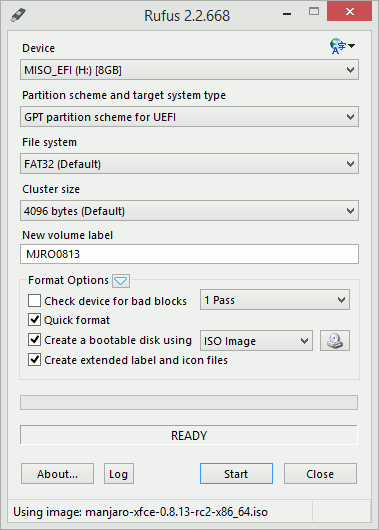 Rufus 2.2.668
Device
MISO_EFI (H:) [8GB]
Partition scheme and target system type
GPT partition scheme for UEFI
File system
FAT32 (Default)
Cluster size
4096 bytes (Default)
New volume label
MJRO0813
Format Options
Check device for bad blocks 1 Pass
Quick format
Create a bootable disk using ISO Image
Create extended label and icon files
READY
About... Log Start Close
Using image: manjaro-xfce-0.8.13-rc2-x86_64.iso